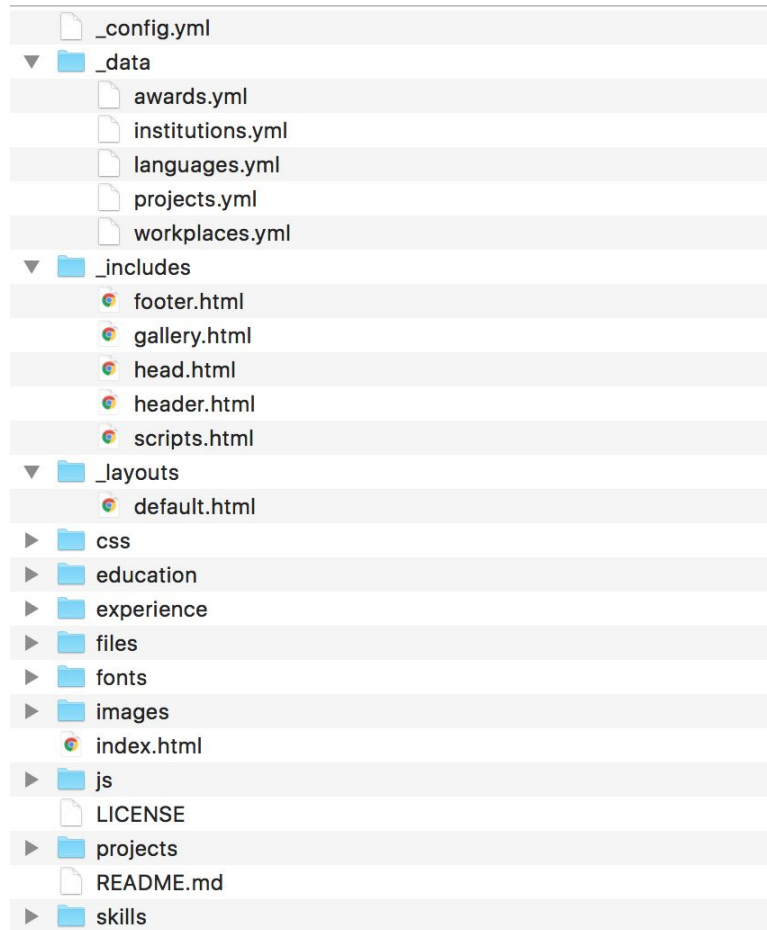 _config.yml
_data
awards.yml
institutions.yml
languages.yml
projects.yml
workplaces.yml
_includes
footer.html
gallery.html
head.html
header.html
scripts.html
_layouts
default.html
css
education
experience
files
fonts
images
index.html
js
LICENSE
projects
README.md
skills